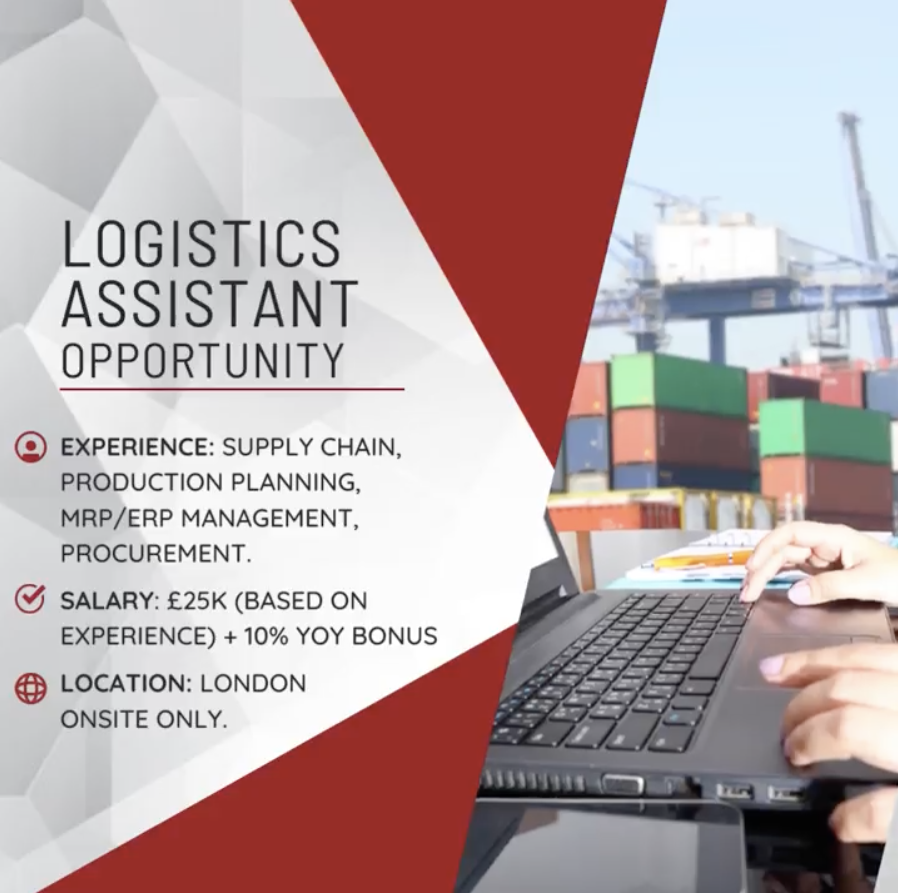 LOGISTICS
ASSISTANT
OPPORTUNITY
EXPERIENCE: SUPPLY CHAIN,
PRODUCTION PLANNING,
MRP/ERP MANAGEMENT,
PROCUREMENT.
SALARY: £25K (BASED ON
EXPERIENCE) + 10% YOY BONUS
LOCATION: LONDON
ONSITE ONLY.